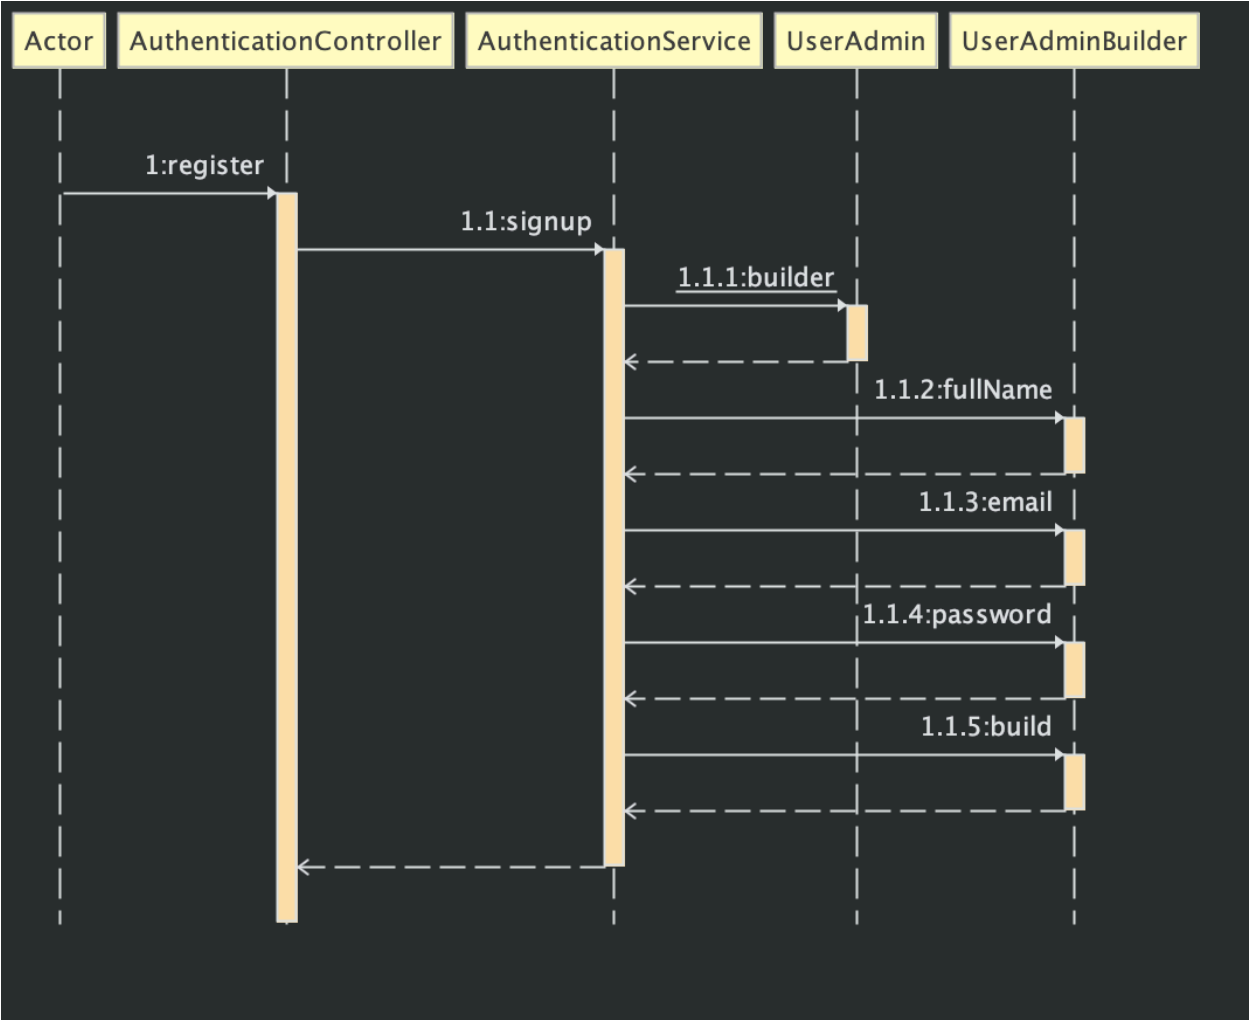 Actor
AuthenticationController
AuthenticationService
UserAdmin
UserAdminBuilder
1:register
1.1:signup
1.1.1:builder
1.1.2:fullName
1.1.3:email
1.1.4:password
1.1.5:build